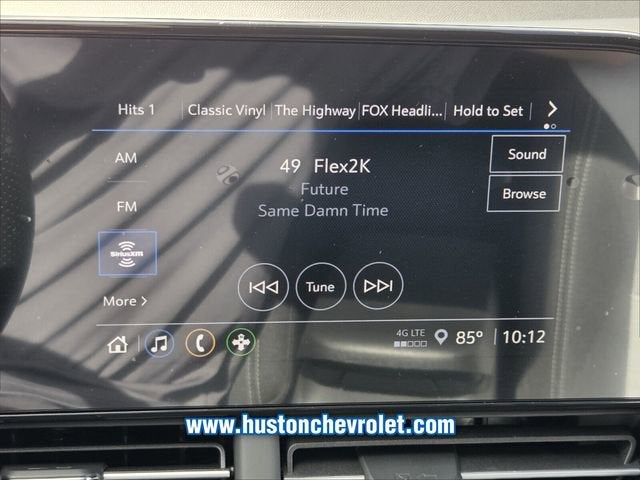 Hits 1 Classic Vinyl The Highway FOX Headli... Hold to Set
AM
49 Flex2K
Sound
Future
Browse
FM
Same Damn Time
SiriusXM
More
Tune
4G LTE
85° 10:12
www.hustonchevrolet.com